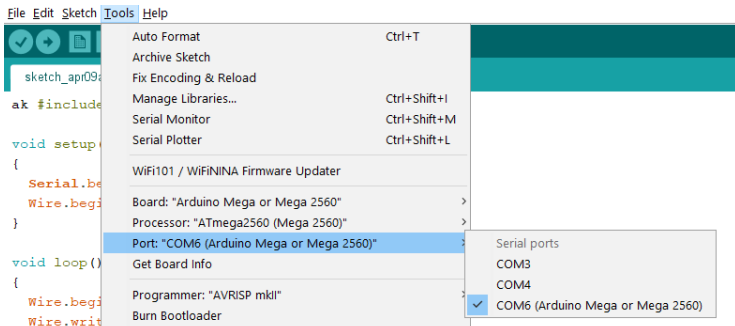 File Edit Sketch Tools Help
Auto Format Ctrl+T
Archive Sketch
Fix Encoding & Reload
Manage Libraries... Ctrl+Shift+I
Serial Monitor Ctrl+Shift+M
Serial Plotter Ctrl+Shift+L
WiFi101 / WiFiNINA Firmware Updater
Board: "Arduino Mega or Mega 2560"
Processor: "ATmega2560 (Mega 2560)"
Port: "COM6 (Arduino Mega or Mega 2560)"
Get Board Info
Programmer: "AVRISP mkII"
Burn Bootloader
Serial ports
COM3
COM4
COM6 (Arduino Mega or Mega 2560)
sketch_apr09a
ak #include
void setup(
{
Serial.be
Wire.begi
}
void loop()
{
Wire.begi
Wire.writ